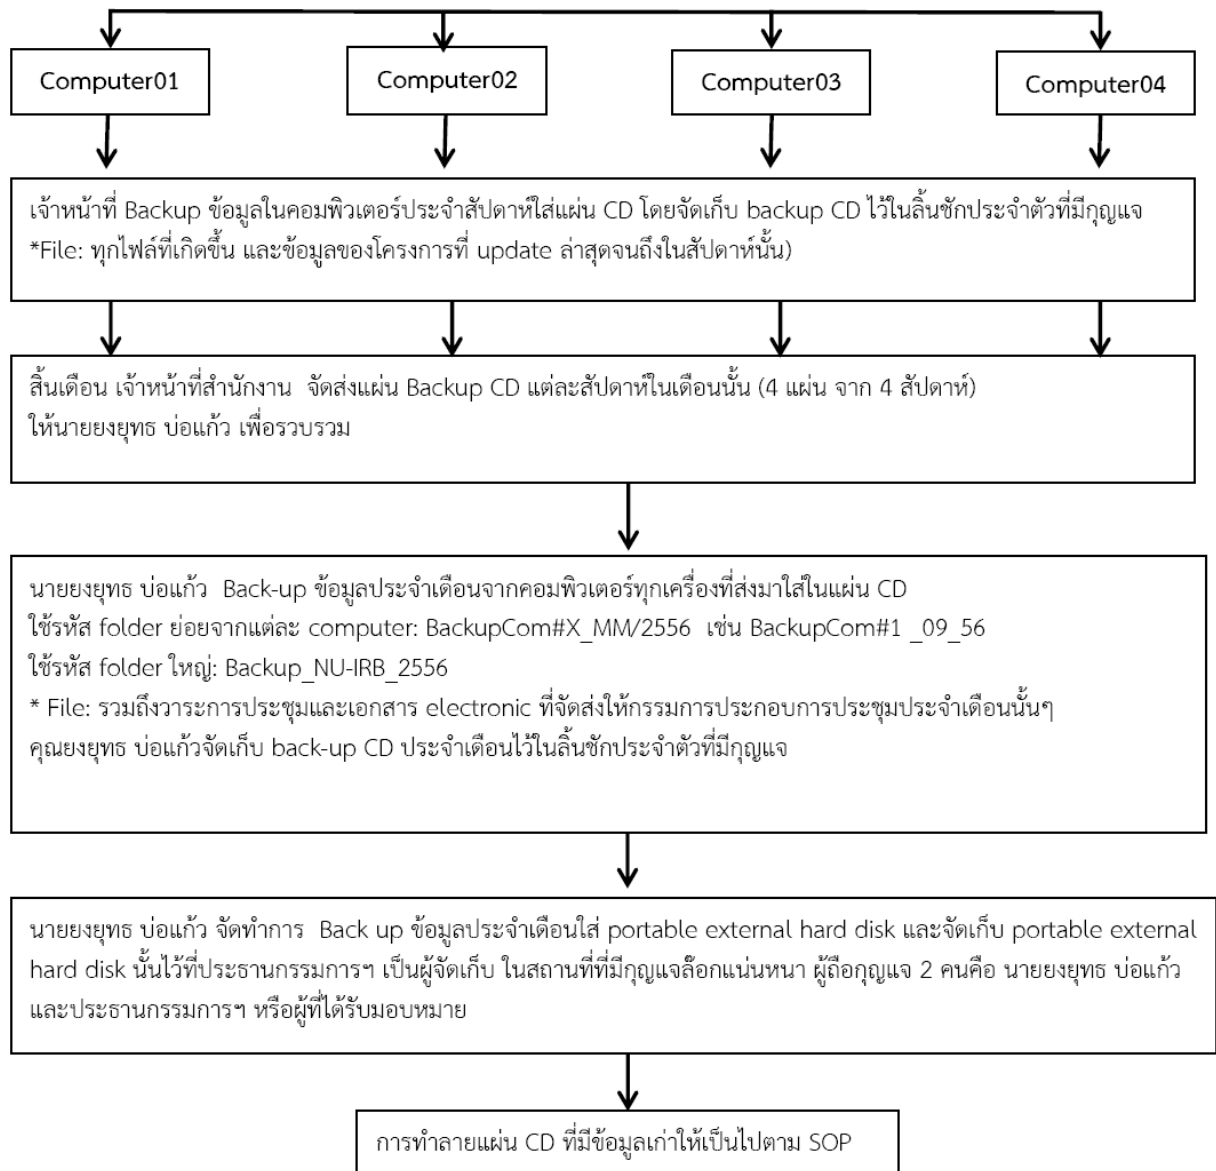 Computer01
Computer02
Computer03
Computer04
เจ้าหน้าที่ Backup ข้อมูลในคอมพิวเตอร์ประจำสัปดาห์ใส่แผ่น CD โดยจัดเก็บ backup CD ไว้ในลิ้นชักประจำตัวที่มีกุญแจ
*File: ทุกไฟล์ที่เกิดขึ้น และข้อมูลของโครงการที่ update ล่าสุดจนถึงในสัปดาห์นั้น)
สิ้นเดือน เจ้าหน้าที่สำนักงาน จัดส่งแผ่น Backup CD แต่ละสัปดาห์ในเดือนนั้น (4 แผ่น จาก 4 สัปดาห์)
ให้นายยงยุทธ บ่อแก้ว เพื่อรวบรวม
นายยงยุทธ บ่อแก้ว Back-up ข้อมูลประจำเดือนจากคอมพิวเตอร์ทุกเครื่องที่ส่งมาใส่ในแผ่น CD
ใช้รหัส folder ย่อยจากแต่ละ computer: BackupCom#X_MM/2556 เช่น BackupCom#1 _09_56
ใช้รหัส folder ใหญ่: Backup_NU-IRB_2556
* File: รวมถึงวาระการประชุมและเอกสาร electronic ที่จัดส่งให้กรรมการประกอบการประชุมประจำเดือนนั้นๆ
คุณยงยุทธ บ่อแก้วจัดเก็บ back-up CD ประจำเดือนไว้ในลิ้นชักประจำตัวที่มีกุญแจ
นายยงยุทธ บ่อแก้ว จัดทำการ Back up ข้อมูลประจำเดือนใส่ portable external hard disk และจัดเก็บ portable external
hard disk นั้นไว้ที่ประธานกรรมการฯ เป็นผู้จัดเก็บ ในสถานที่ที่มีกุญแจล๊อกแน่นหนา ผู้ถือกุญแจ 2 คนคือ นายยงยุทธ บ่อแก้ว
และประธานกรรมการฯ หรือผู้ที่ได้รับมอบหมาย
การทำลายแผ่น CD ที่มีข้อมูลเก่าให้เป็นไปตาม SOP